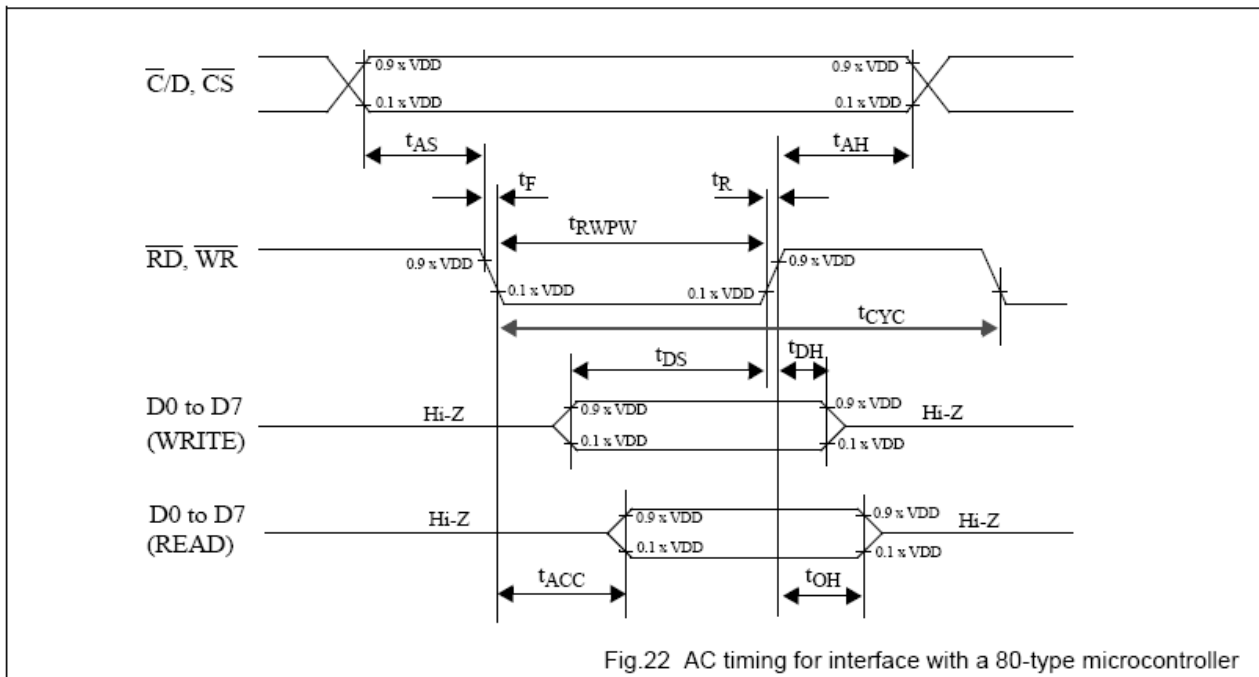 C̅/D, C̅S̅
0.9 x VDD
0.9 x VDD
0.1 x VDD
0.1 x VDD
tAS
tAH
tF
tR
tRWPW
R̅D̅, W̅R̅
0.9 x VDD
0.9 x VDD
0.1 x VDD
0.1 x VDD
tCYC
tDS
tDH
D0 to D7
(WRITE)
Hi-Z
0.9 x VDD
0.9 x VDD
Hi-Z
0.1 x VDD
0.1 x VDD
D0 to D7
(READ)
Hi-Z
0.9 x VDD
0.9 x VDD
Hi-Z
0.1 x VDD
0.1 x VDD
tACC
tOH
Fig.22 AC timing for interface with a 80-type microcontroller